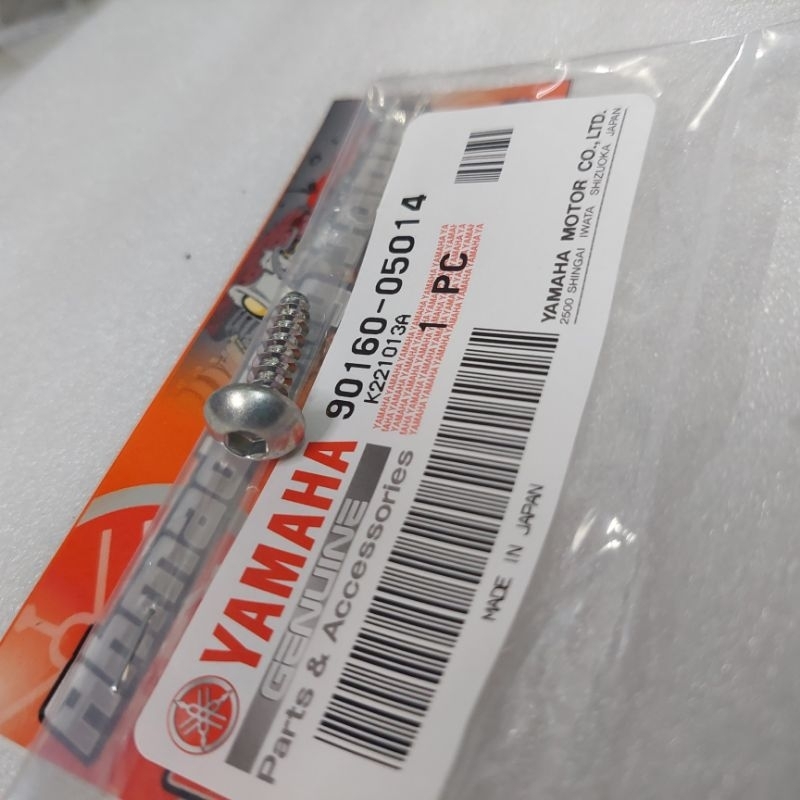 90160-05014
K221013A
1 PC
YAMAHA
GENUINE
Parts & Accessories
YAMAHA MOTOR CO., LTD.
2500 SHINGAI IWATA SHIZUOKA JAPAN
MADE IN JAPAN